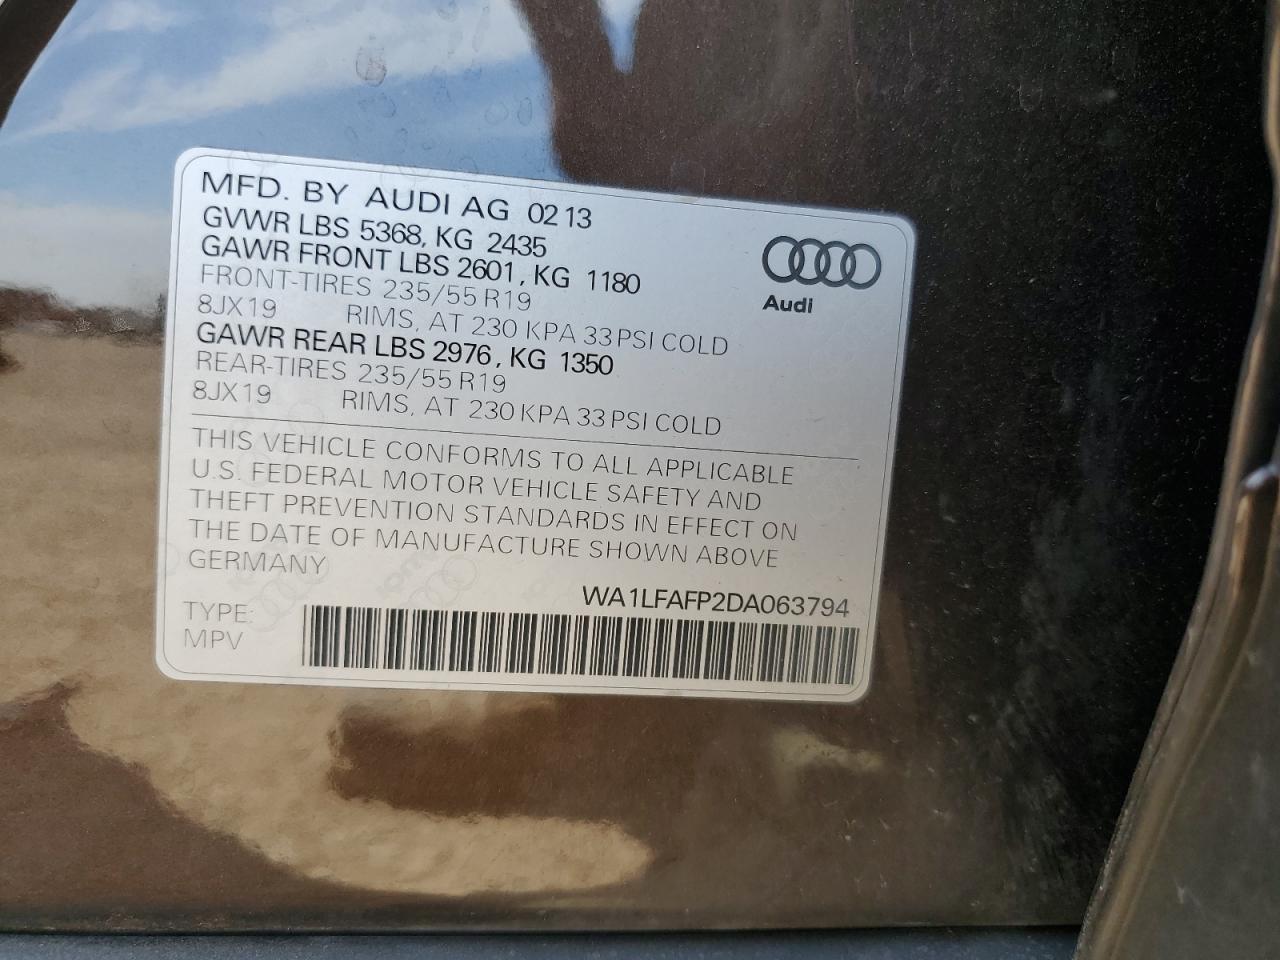 MFD. BY AUDI AG 02 13
GVWR LBS 5368, KG 2435
GAWR FRONT LBS 2601, KG 1180
FRONT-TIRES 235/55 R19
8JX19 RIMS, AT 230 KPA 33 PSI COLD
GAWR REAR LBS 2976, KG 1350
REAR-TIRES 235/55 R19
8JX19 RIMS, AT 230 KPA 33 PSI COLD
Audi
THIS VEHICLE CONFORMS TO ALL APPLICABLE
U.S. FEDERAL MOTOR VEHICLE SAFETY AND
THEFT PREVENTION STANDARDS IN EFFECT ON
THE DATE OF MANUFACTURE SHOWN ABOVE
GERMANY
WA1LFAFP2DA063794
TYPE:
MPV